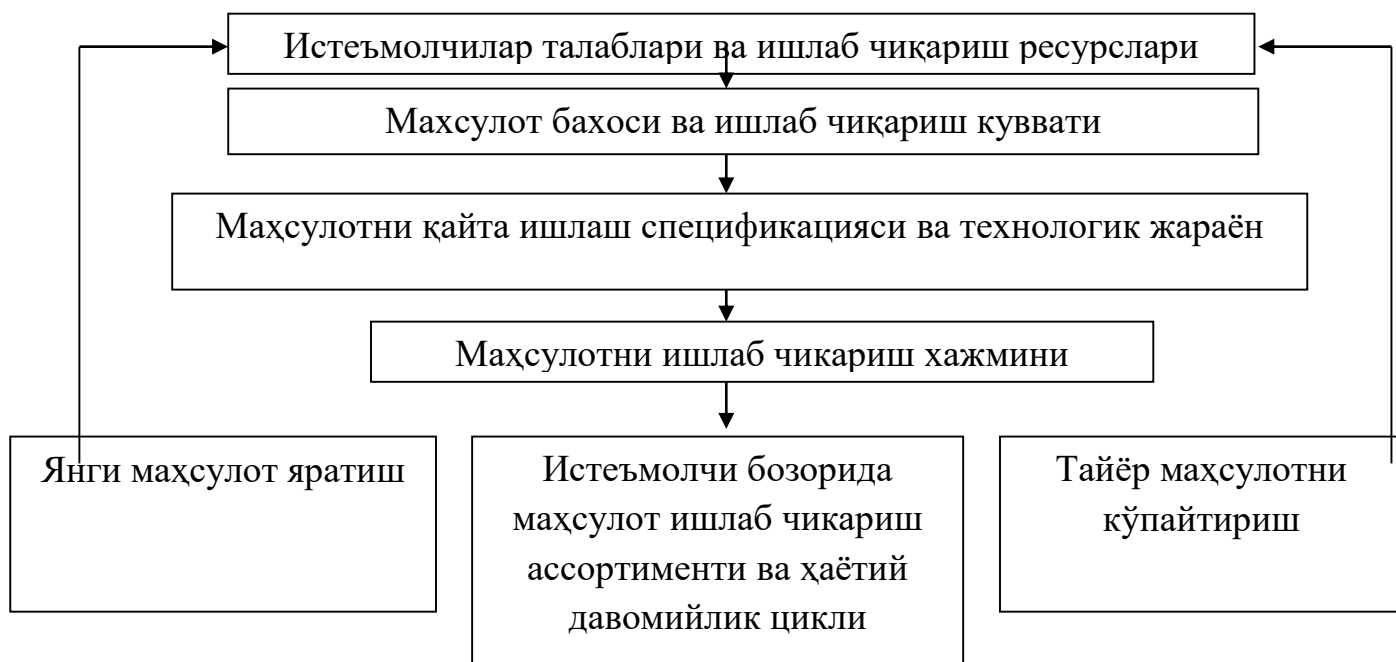 Истеъмолчилар талаблари ва ишлаб чиқариш ресурслари
Махсулот бахоси ва ишлаб чиқариш куввати
Маҳсулотни қайта ишлаш спецификацияси ва технологик жараён
Маҳсулотни ишлаб чикариш хажмини
Янги маҳсулот яратиш
Истеъмолчи бозорида
маҳсулот ишлаб чикариш
ассортименти ва ҳаётий
давомийлик цикли
Тайёр маҳсулотни
кўпайтириш